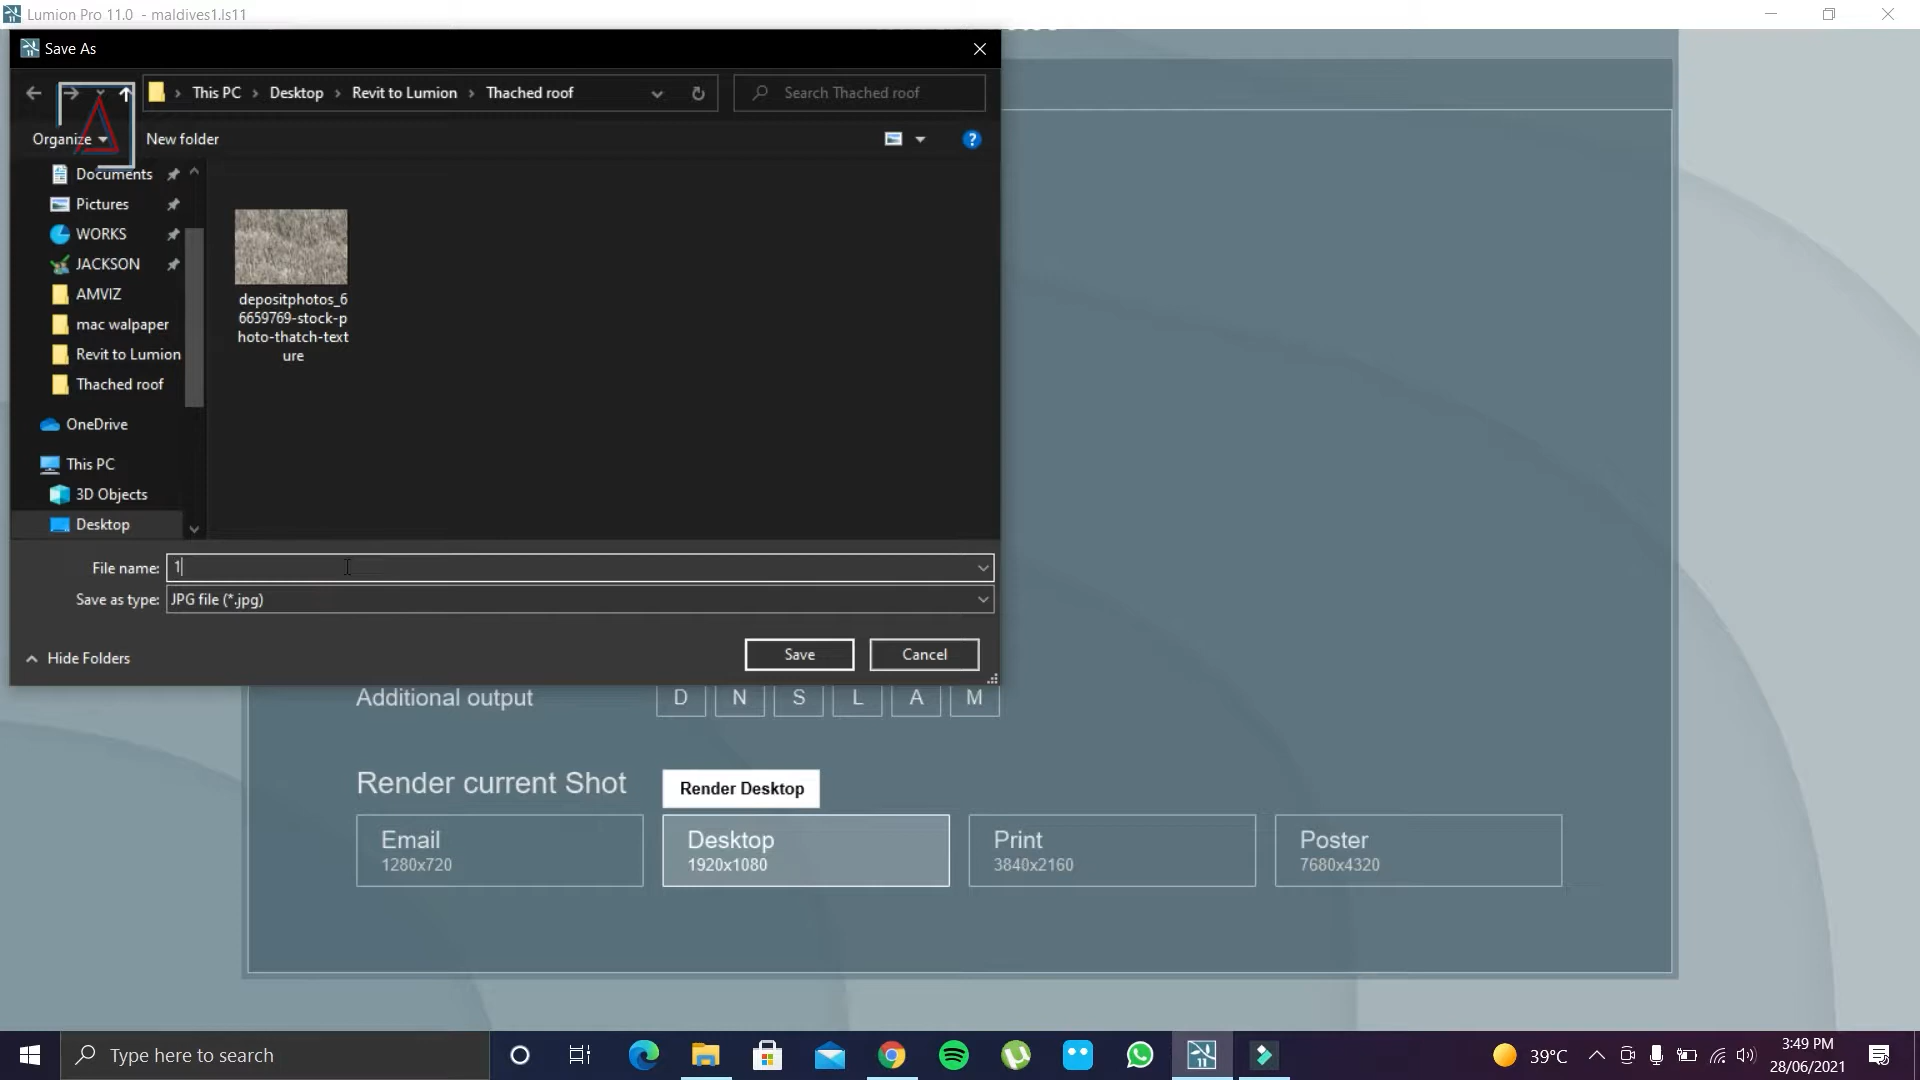 Lumion Pro 11.0 - maldives1.ls11
Save As
This PC > Desktop > Revit to Lumion > Thached roof
Search Thached roof
Organize
New folder
Documents
Pictures
WORKS
JACKSON
AMVIZ
mac walpaper
Revit to Lumion
Thached roof
OneDrive
This PC
3D Objects
Desktop
depositphotos_6
6659769-stock-p
hoto-thatch-text
ure
File name: 1
Save as type: JPG file (*.jpg)
Hide Folders
Save
Cancel
Additional output
D N S L A M
Render current Shot
Render Desktop
Email
1280x720
Desktop
1920x1080
Print
3840x2160
Poster
7680x4320
Type here to search
39°C
3:49 PM
28/06/2021